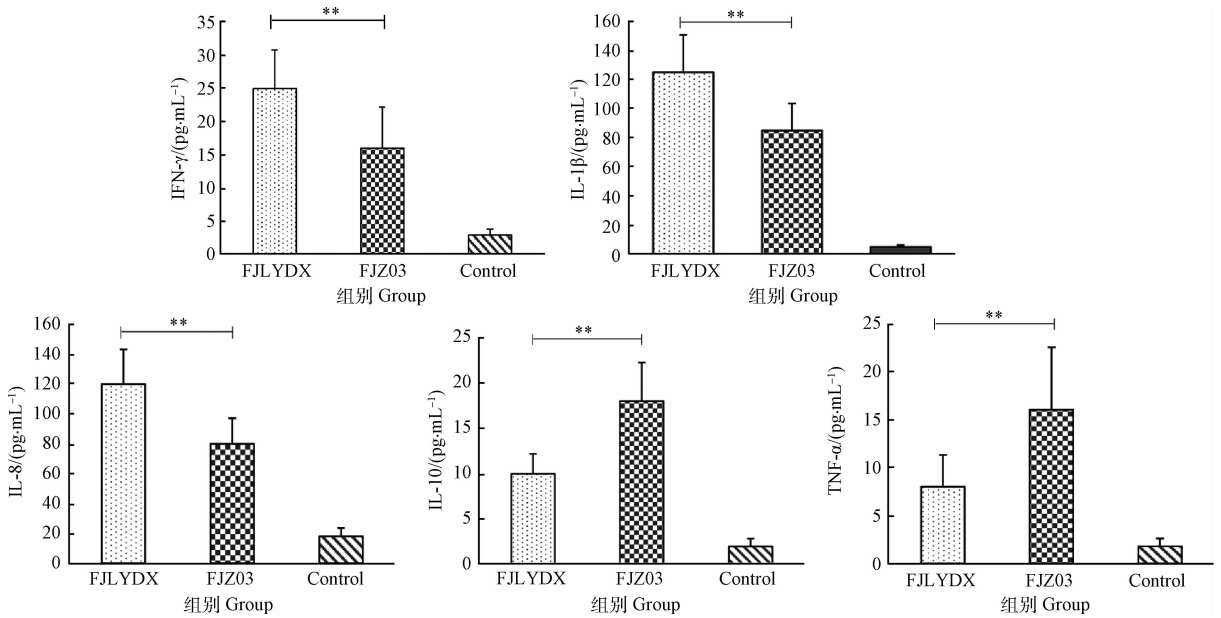 **
35
30
25
20
15
10
5
0
IFN-γ/(pg·mL⁻¹)
FJLYDX FJZ03 Control
组别 Group
**
160
140
120
100
80
60
40
20
0
IL-1β/(pg·mL⁻¹)
FJLYDX FJZ03 Control
组别 Group
**
160
140
120
100
80
60
40
20
0
IL-8/(pg·mL⁻¹)
FJLYDX FJZ03 Control
组别 Group
**
25
20
15
10
5
0
IL-10/(pg·mL⁻¹)
FJLYDX FJZ03 Control
组别 Group
**
25
20
15
10
5
0
TNF-α/(pg·mL⁻¹)
FJLYDX FJZ03 Control
组别 Group